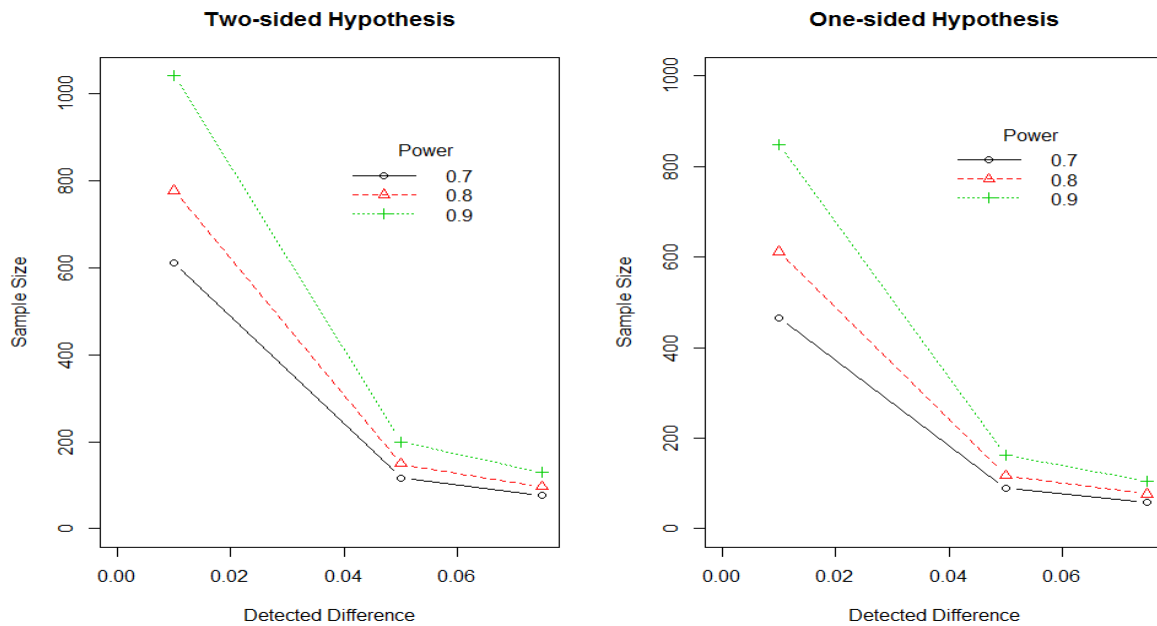 Two-sided Hypothesis
Sample Size
1000
800
600
400
200
0
Power
0.7
0.8
0.9
0.00 0.02 0.04 0.06
Detected Difference
One-sided Hypothesis
Sample Size
1000
800
600
400
200
0
Power
0.7
0.8
0.9
0.00 0.02 0.04 0.06
Detected Difference